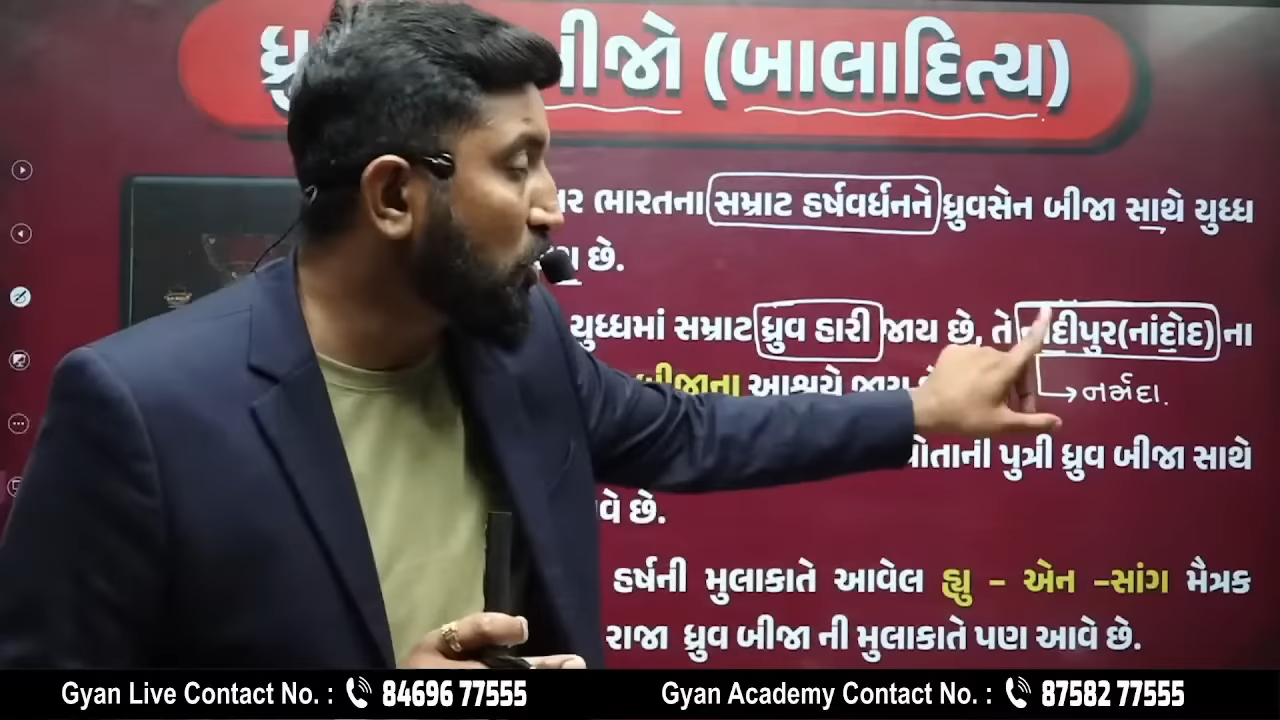 બીજો (બાલાદિત્ય)
ભારતના સમ્રાટ હર્ષવર્ધનને ધ્રુવસેન બીજા સાથે યુધ્ધ
છે.
યુધ્ધમાં સમ્રાટ ધ્રુવ હારી જાય છે, તે નાંદીપુર(નાંદોદ) ના
બીજાના આશ્રયે જાય
નર્મદા.
પોતાની પુત્રી ધ્રુવ બીજા સાથે
છે.
હર્ષની મુલાકાતે આવેલ હ્યુ - એન -સાંગ મૈત્રક
રાજા ધ્રુવ બીજા ની મુલાકાતે પણ આવે છે.
Gyan Live Contact No. : 84696 77555
Gyan Academy Contact No. : 87582 77555